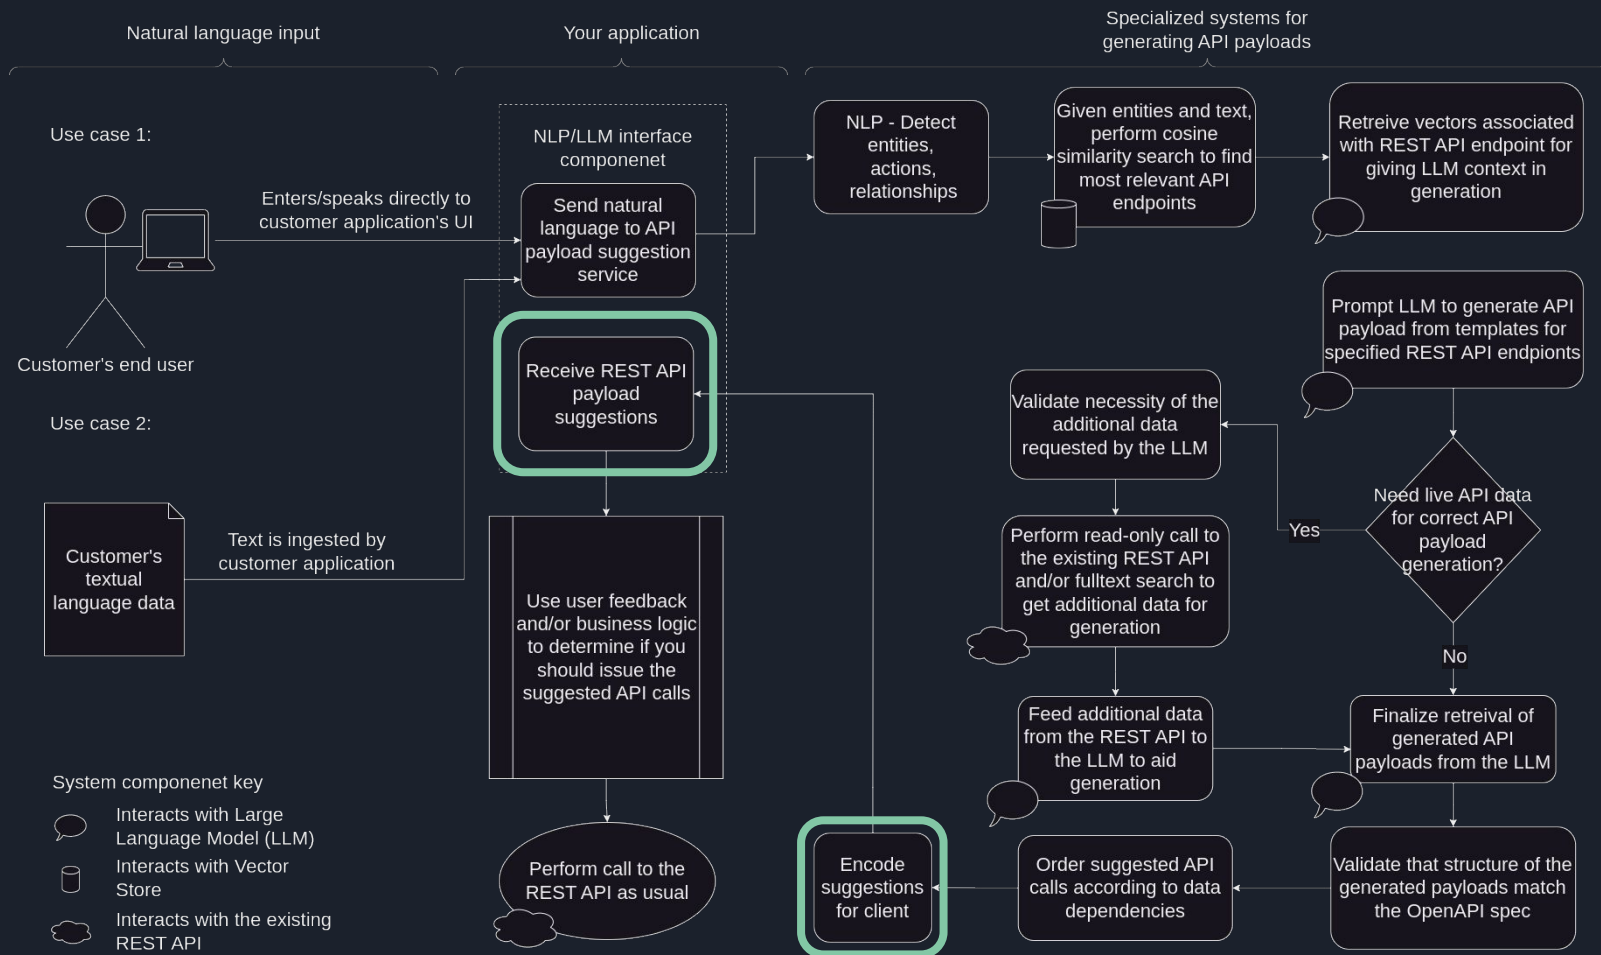 Natural language input
Your application
Specialized systems for
generating API payloads
Use case 1:
Enters/speaks directly to
customer application's UI
Customer's end user
Use case 2:
Customer's
textual
language data
Text is ingested by
customer application
NLP/LLM interface
componenet
Send natural
language to API
payload suggestion
service
Receive REST API
payload
suggestions
Use user feedback
and/or business logic
to determine if you
should issue the
suggested API calls
Perform call to the
REST API as usual
NLP - Detect
entities,
actions,
relationships
Given entities and text,
perform cosine
similarity search to find
most relevant API
endpoints
Retreive vectors associated
with REST API endpoint for
giving LLM context in
generation
Prompt LLM to generate API
payload from templates for
specified REST API endpionts
Need live API data
for correct API
payload
generation?
Yes
No
Validate necessity of the
additional data
requested by the LLM
Perform read-only call to
the existing REST API
and/or fulltext search to
get additional data for
generation
Feed additional data
from the REST API to
the LLM to aid
generation
Finalize retreival of
generated API
payloads from the LLM
Validate that structure of the
generated payloads match
the OpenAPI spec
Order suggested API
calls according to data
dependencies
Encode
suggestions
for client
System componenet key
Interacts with Large
Language Model (LLM)
Interacts with Vector
Store
Interacts with the existing
REST API